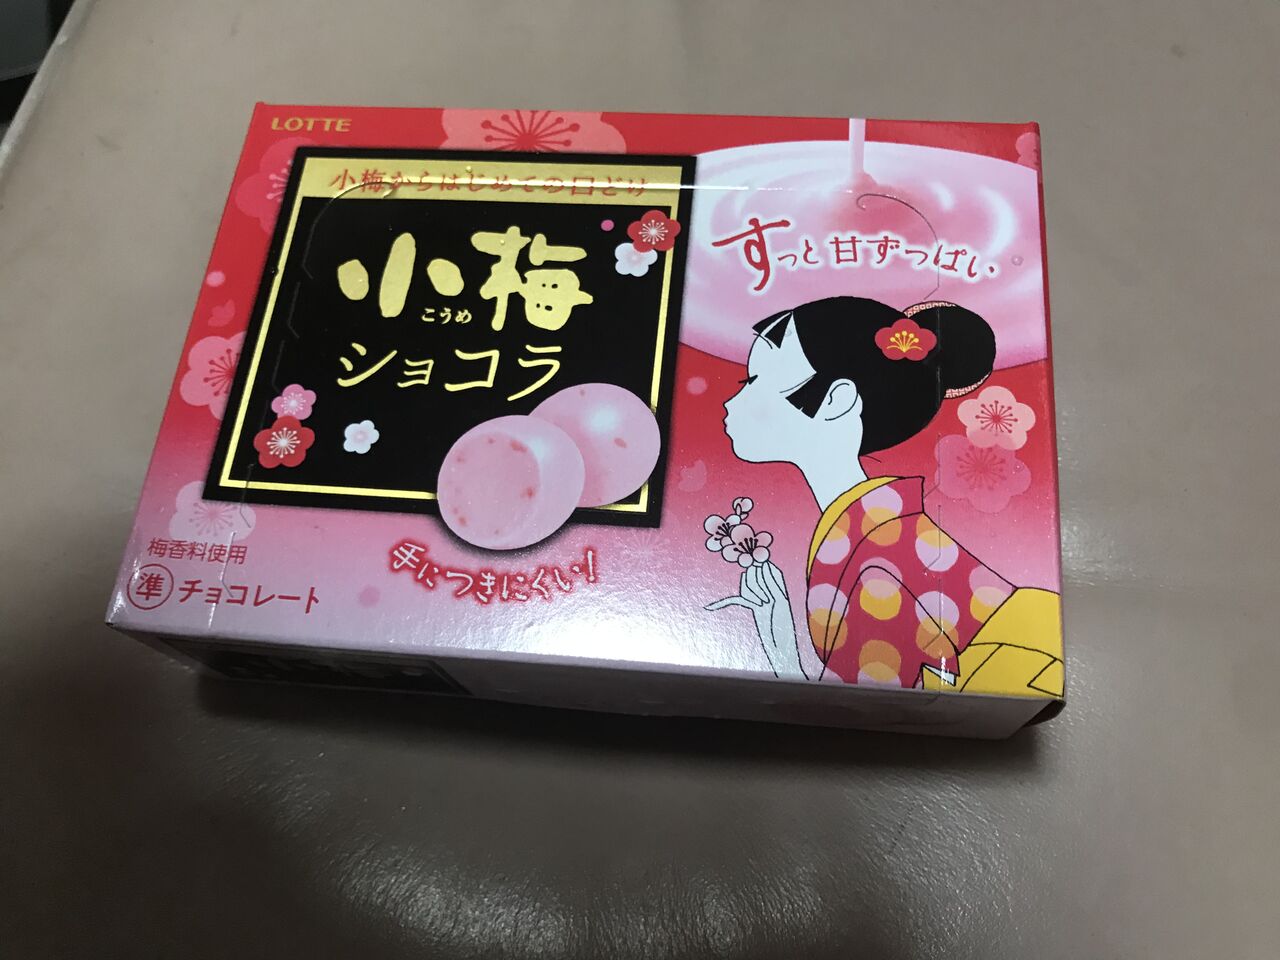 LOTTE
小梅からはじめての口どけ
小梅
こうめ
ショコラ
すっと甘ずっぱい
手につきにくい!
梅香料使用
準 チョコレート